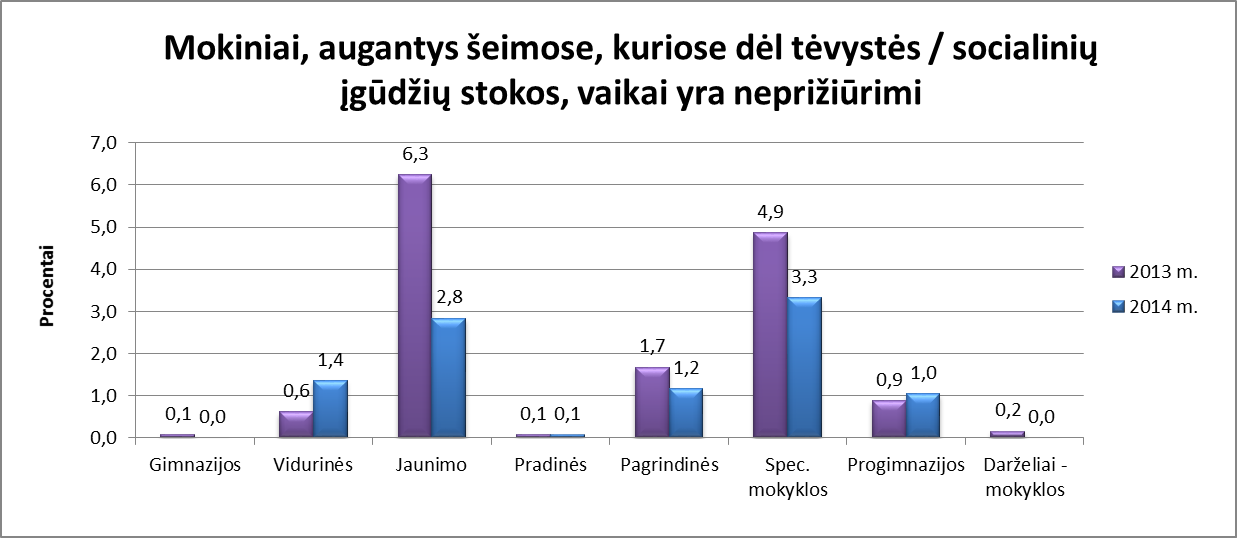 Mokiniai, augantys šeimose, kuriose dėl tėvystės / socialinių
įgūdžių stokos, vaikai yra neprižiūrimi
Procentai
7,0
6,0
5,0
4,0
3,0
2,0
1,0
0,0
0,1 0,0
0,6 1,4
6,3 2,8
0,1 0,1
1,7 1,2
4,9 3,3
0,9 1,0
0,2 0,0
Gimnazijos Vidurinės Jaunimo Pradinės Pagrindinės Spec. Progimnazijos Darželiai -
mokyklos mokyklos
2013 m.
2014 m.